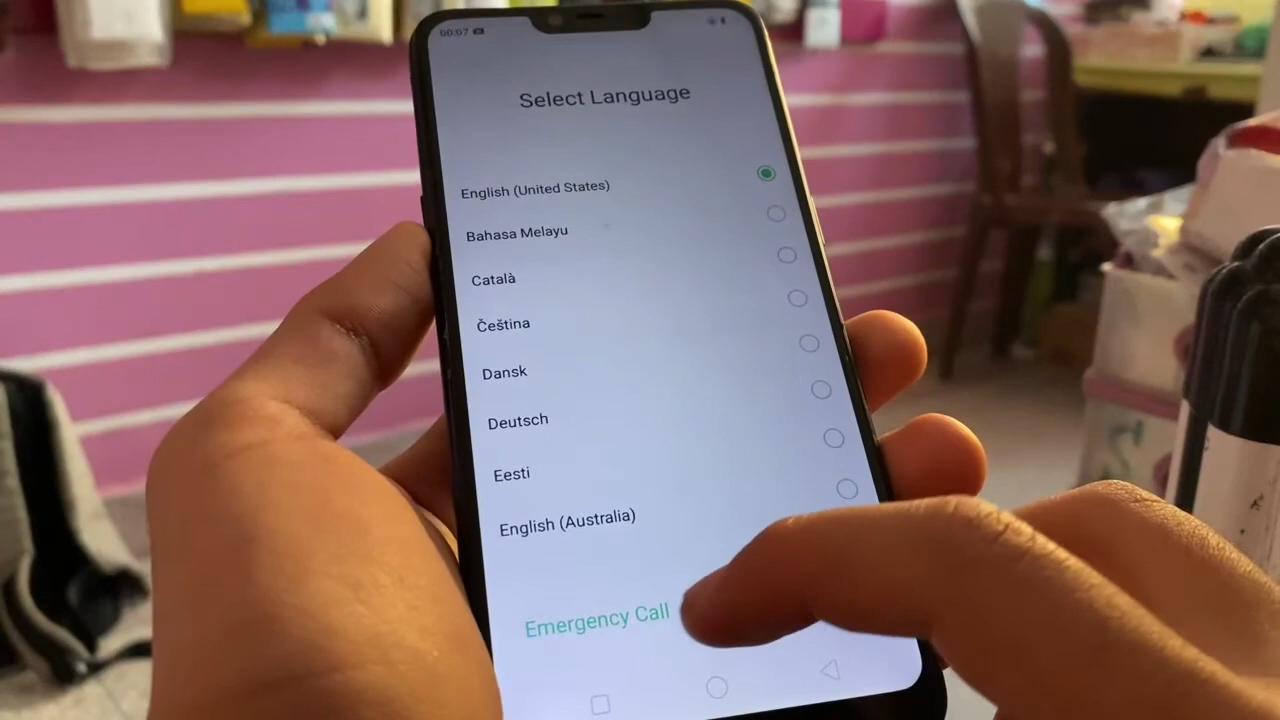 00:07
Select Language
English (United States)
Bahasa Melayu
Català
Čeština
Dansk
Deutsch
Eesti
English (Australia)
Emergency Call